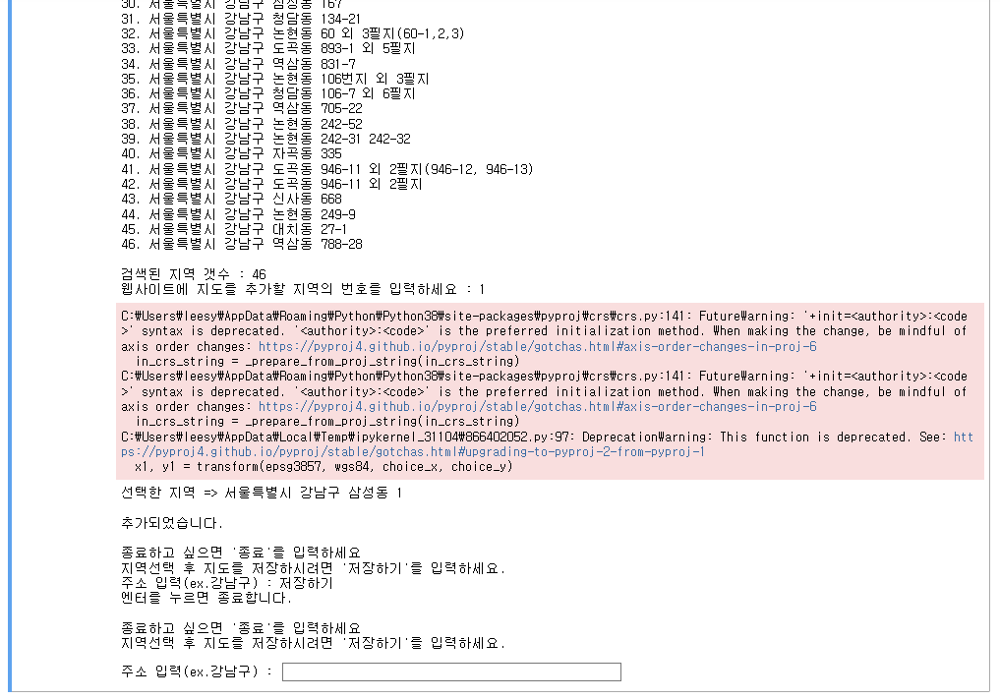 30. 서울특별시 강남구 삼성동 167
31. 서울특별시 강남구 청담동 134-21
32. 서울특별시 강남구 논현동 60 외 3필지(60-1,2,3)
33. 서울특별시 강남구 도곡동 893-1 외 5필지
34. 서울특별시 강남구 역삼동 831-7
35. 서울특별시 강남구 논현동 106번지 외 3필지
36. 서울특별시 강남구 청담동 106-7 외 6필지
37. 서울특별시 강남구 역삼동 705-22
38. 서울특별시 강남구 논현동 242-52
39. 서울특별시 강남구 논현동 242-31 242-32
40. 서울특별시 강남구 자곡동 335
41. 서울특별시 강남구 도곡동 946-11 외 2필지(946-12, 946-13)
42. 서울특별시 강남구 도곡동 946-11 외 2필지
43. 서울특별시 강남구 신사동 668
44. 서울특별시 강남구 논현동 249-9
45. 서울특별시 강남구 대치동 27-1
46. 서울특별시 강남구 역삼동 788-28
검색된 지역 갯수 : 46
웹사이트에 지도를 추가할 지역의 번호를 입력하세요 : 1
C:₩Users₩leesy₩AppData₩Roaming₩Python₩Python38₩site-packages₩pyproj₩crs₩crs.py:141: FutureWarning: '+init=<authority>:<code
>' syntax is deprecated. '<authority>:<code>' is the preferred initialization method. When making the change, be mindful of
axis order changes: https://pyproj4.github.io/pyproj/stable/gotchas.html#axis-order-changes-in-proj-6
in_crs_string = _prepare_from_proj_string(in_crs_string)
C:₩Users₩leesy₩AppData₩Roaming₩Python₩Python38₩site-packages₩pyproj₩crs₩crs.py:141: FutureWarning: '+init=<authority>:<code
>' syntax is deprecated. '<authority>:<code>' is the preferred initialization method. When making the change, be mindful of
axis order changes: https://pyproj4.github.io/pyproj/stable/gotchas.html#axis-order-changes-in-proj-6
in_crs_string = _prepare_from_proj_string(in_crs_string)
C:₩Users₩leesy₩AppData₩Local₩Temp₩ipykernel_31104₩866402052.py:97: DeprecationWarning: This function is deprecated. See: htt
ps://pyproj4.github.io/pyproj/stable/gotchas.html#upgrading-to-pyproj-2-from-pyproj-1
x1, y1 = transform(epsg3857, wgs84, choice_x, choice_y)
선택한 지역 => 서울특별시 강남구 삼성동 1
추가되었습니다.
종료하고 싶으면 '종료'를 입력하세요
지역선택 후 지도를 저장하시려면 '저장하기'를 입력하세요.
주소 입력(ex.강남구) : 저장하기
엔터를 누르면 종료합니다.
종료하고 싶으면 '종료'를 입력하세요
지역선택 후 지도를 저장하시려면 '저장하기'를 입력하세요.
주소 입력(ex.강남구) :